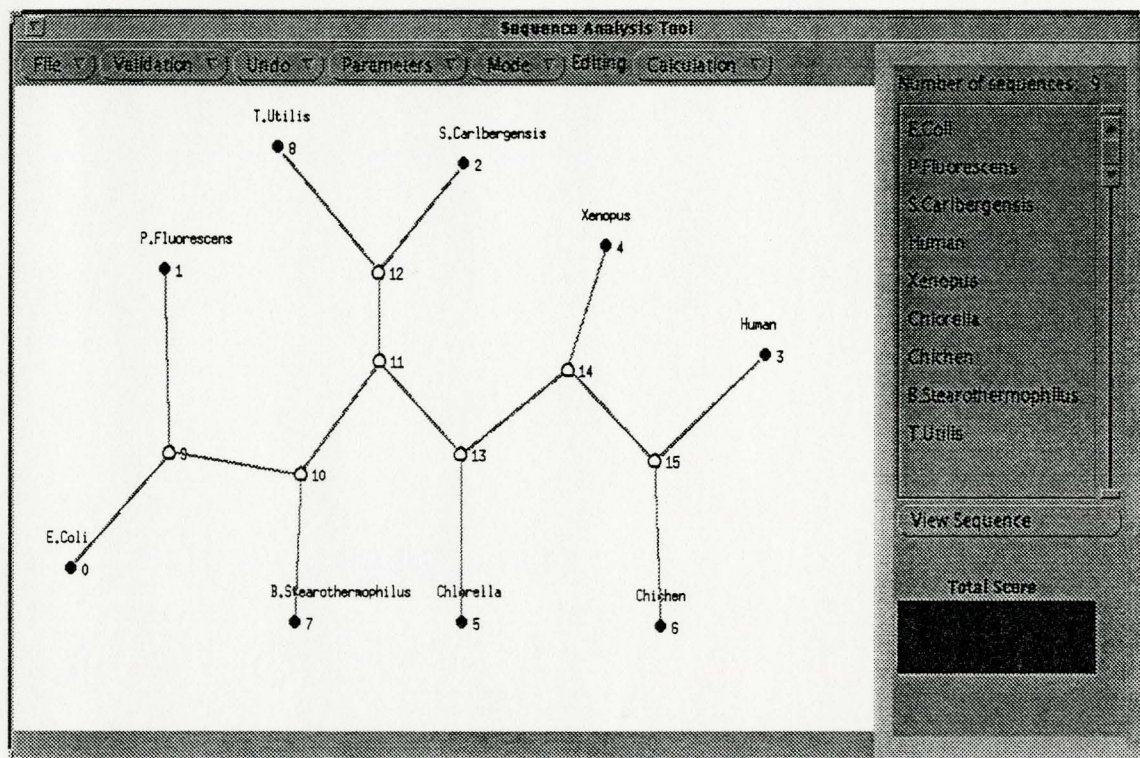 Sequence Analysis Tool
File Validation Undo Parameters Mode Editing Calculation
Number of sequences: 9
E.Coli
P.Fluorescens
S.Carlbergensis
Human
Xenopus
Chlorella
Chichen
B.Stearothermophilus
T.Utilis
View Sequence
Total Score
T.Utilis
8
S.Carlbergensis
2
Xenopus
4
P.Fluorescens
1
12
Human
3
11
14
9
10
13
15
E.Coli
0
B.Stearothermophilus
7
Chlorella
5
Chichen
6